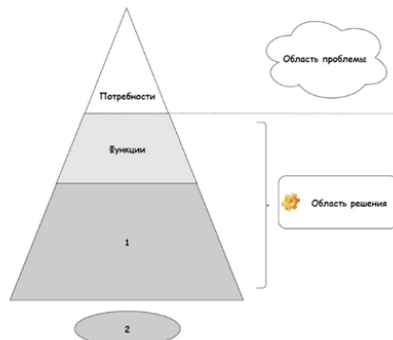 Область проблемы
Потребности
Функции
Область решения
1
2